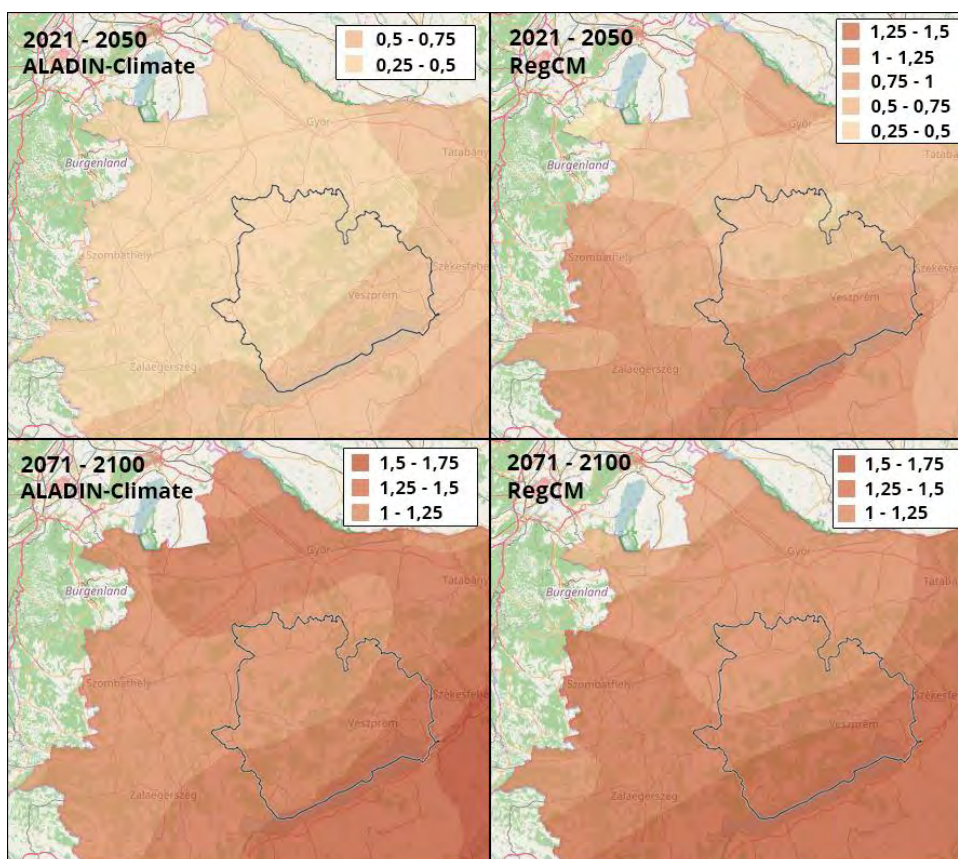 2021 - 2050
ALADIN-Climate
0,5 - 0,75
0,25 - 0,5
Győr
Tatabány
Burgenland
Szombathely
Székesfehé
Veszprém
Zalaegerszeg
2021 - 2050
RegCM
1,25 - 1,5
1 - 1,25
0,75 - 1
0,5 - 0,75
0,25 - 0,5
Győr
Tatabány
Burgenland
Szombathely
Székesfe
Veszprém
Zalaegerszeg
2071 - 2100
ALADIN-Climate
1,5 - 1,75
1,25 - 1,5
1 - 1,25
Győr
Tatabány
Burgenland
Szombathely
Székesfehé
Veszprém
Zalaegerszeg
2071 - 2100
RegCM
1,5 - 1,75
1,25 - 1,5
1 - 1,25
Győr
Tatabány
Burgenland
Szombathely
Székesfe
Veszprém
Zalaegerszeg